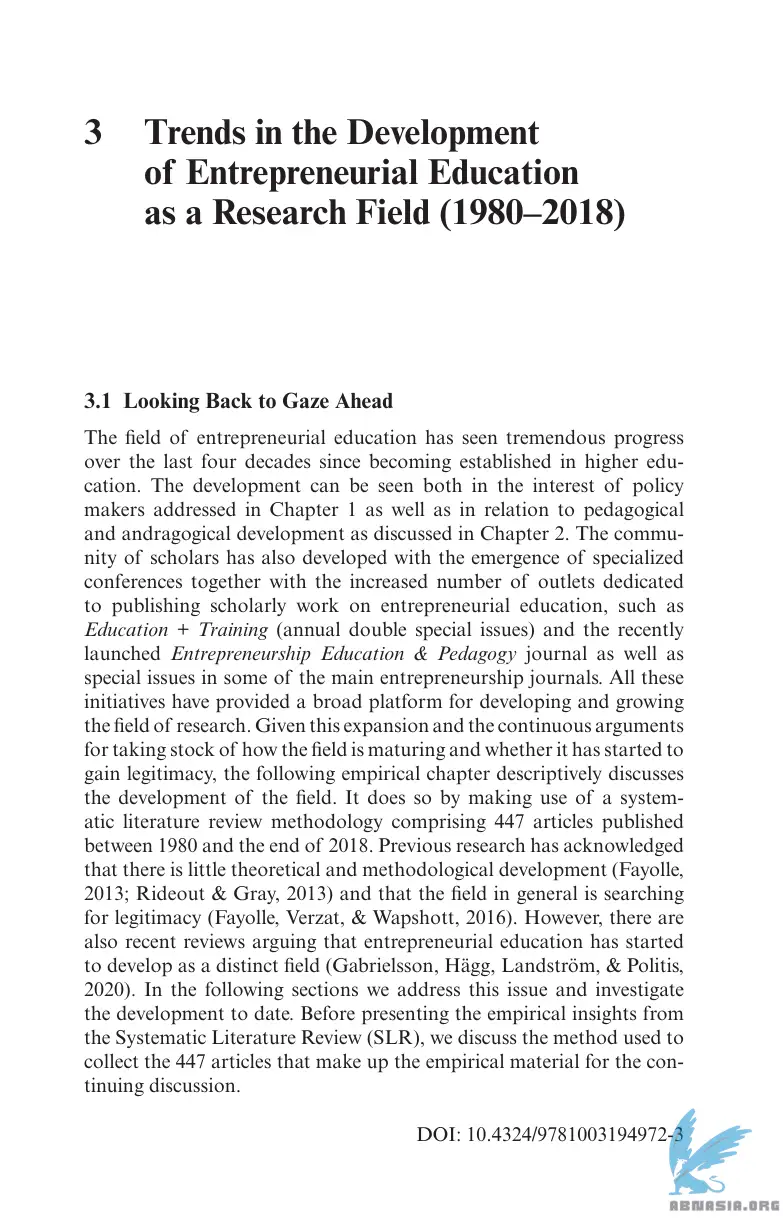 3 Trends in the Development
of Entrepreneurial Education
as a Research Field (1980–2018)
3.1 Looking Back to Gaze Ahead
The field of entrepreneurial education has seen tremendous progress
over the last four decades since becoming established in higher edu-
cation. The development can be seen both in the interest of policy
makers addressed in Chapter 1 as well as in relation to pedagogical
and andragogical development as discussed in Chapter 2. The commu-
nity of scholars has also developed with the emergence of specialized
conferences together with the increased number of outlets dedicated
to publishing scholarly work on entrepreneurial education, such as
Education + Training (annual double special issues) and the recently
launched Entrepreneurship Education & Pedagogy journal as well as
special issues in some of the main entrepreneurship journals. All these
initiatives have provided a broad platform for developing and growing
the field of research. Given this expansion and the continuous arguments
for taking stock of how the field is maturing and whether it has started to
gain legitimacy, the following empirical chapter descriptively discusses
the development of the field. It does so by making use of a system-
atic literature review methodology comprising 447 articles published
between 1980 and the end of 2018. Previous research has acknowledged
that there is little theoretical and methodological development (Fayolle,
2013; Rideout & Gray, 2013) and that the field in general is searching
for legitimacy (Fayolle, Verzat, & Wapshott, 2016). However, there are
also recent reviews arguing that entrepreneurial education has started
to develop as a distinct field (Gabrielsson, Hägg, Landström, & Politis,
2020). In the following sections we address this issue and investigate
the development to date. Before presenting the empirical insights from
the Systematic Literature Review (SLR), we discuss the method used to
collect the 447 articles that make up the empirical material for the con-
tinuing discussion.
DOI: 10.4324/9781003194972-3
ABNASIA.ORG